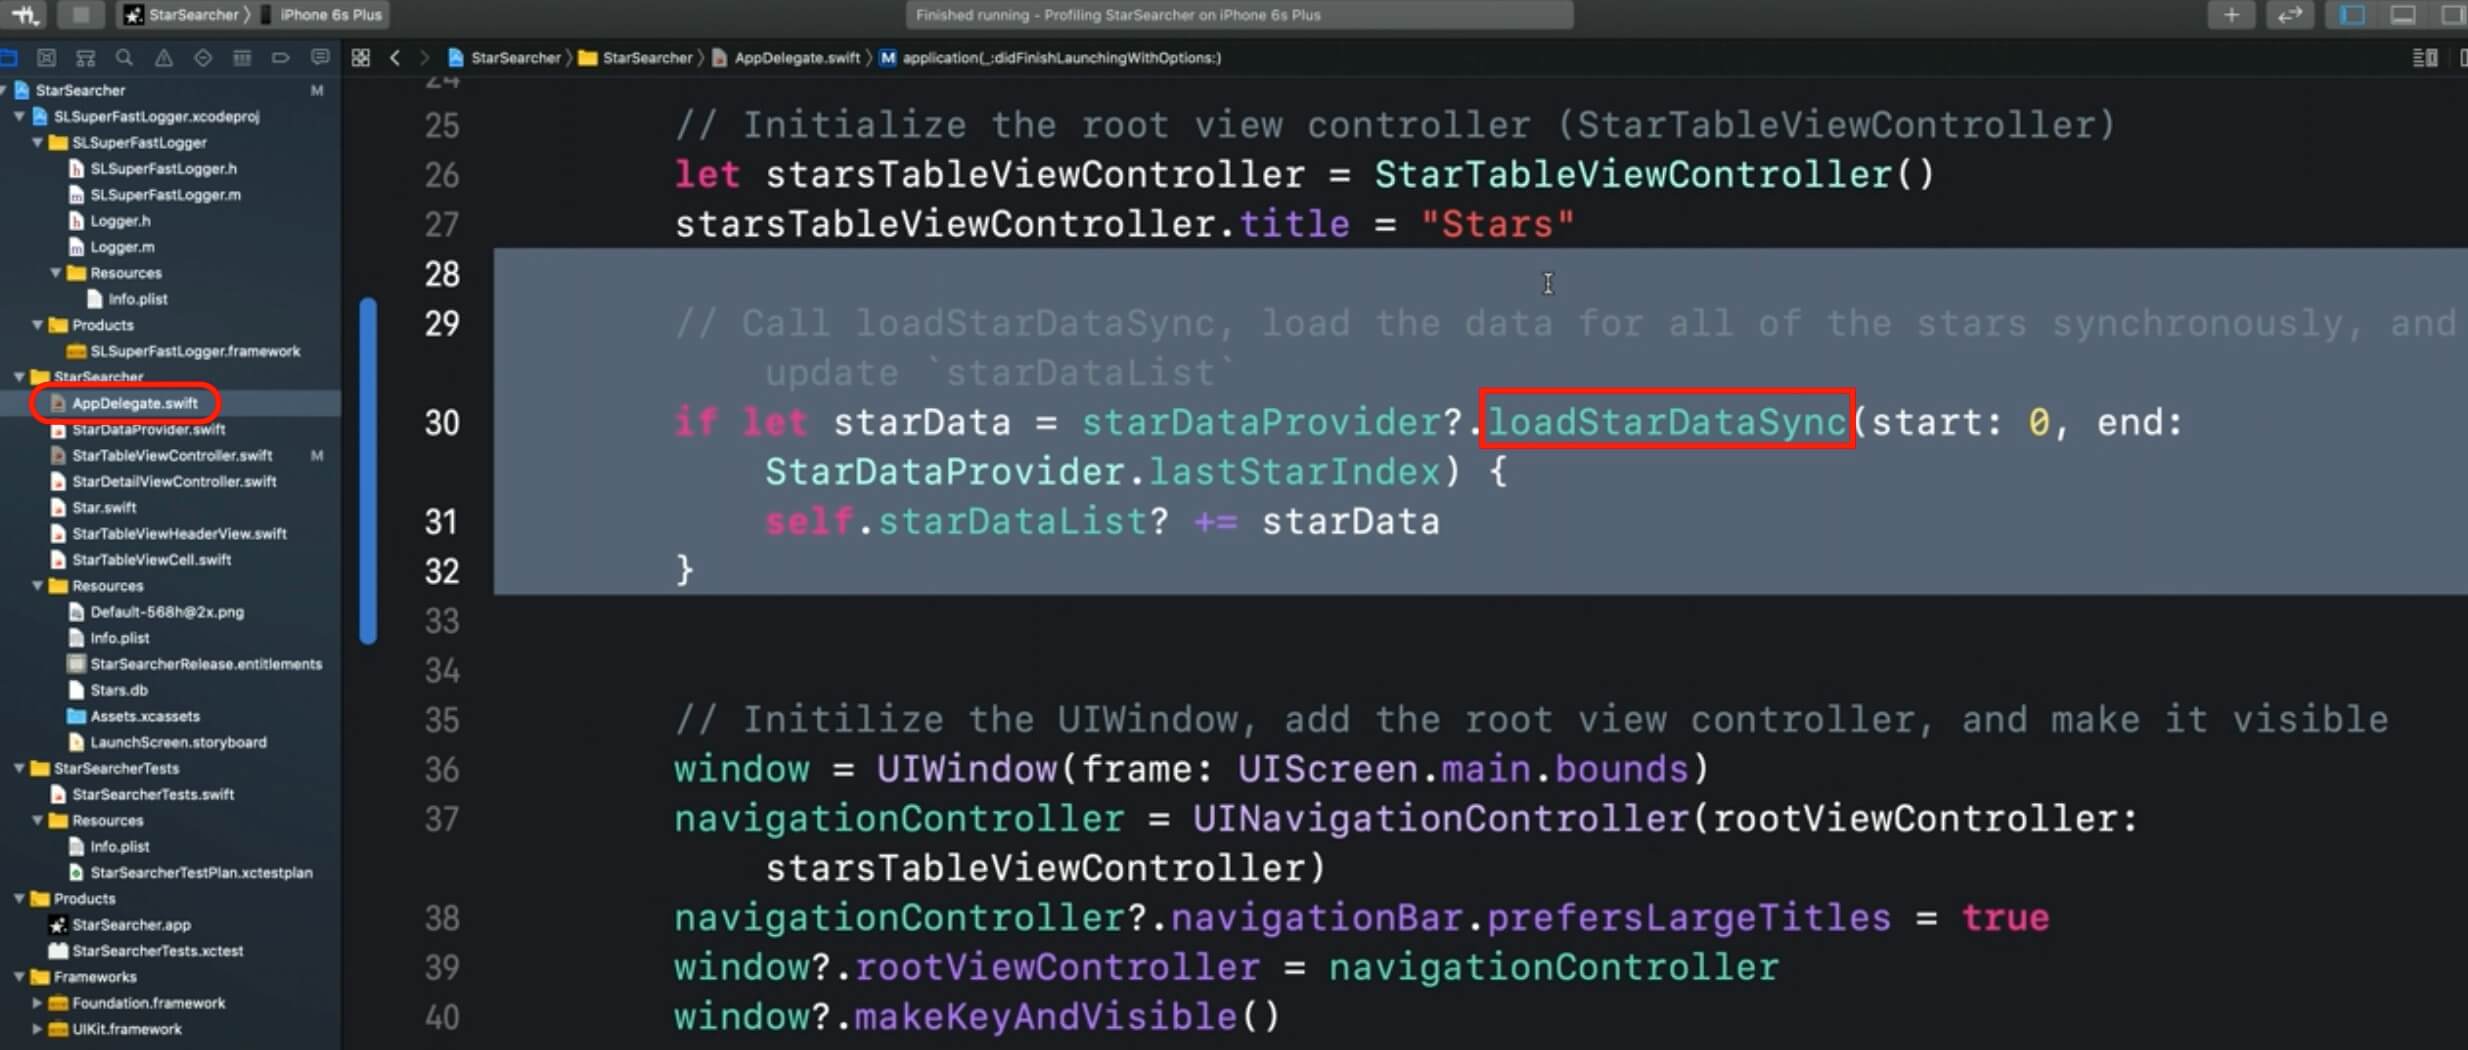 StarSearcher 〉 iPhone 6s Plus
Finished running - Profiling StarSearcher on iPhone 6s Plus
StarSearcher 〉 StarSearcher 〉 AppDelegate.swift 〉 M application(_:didFinishLaunchingWithOptions:)
StarSearcher M
SLSuperFastLogger.xcodeproj
SLSuperFastLogger
SLSuperFastLogger.h
SLSuperFastLogger.m
Logger.h
Logger.m
Resources
Info.plist
Products
SLSuperFastLogger.framework
StarSearcher
AppDelegate.swift
StarDataProvider.swift
StarTableViewController.swift M
StarDetailViewController.swift
Star.swift
StarTableViewHeaderView.swift
StarTableViewCell.swift
Resources
Default-568h@2x.png
Info.plist
StarSearcherRelease.entitlements
Stars.db
Assets.xcassets
LaunchScreen.storyboard
StarSearcherTests
StarSearcherTests.swift
Resources
Info.plist
StarSearcherTestPlan.xctestplan
Products
StarSearcher.app
StarSearcherTests.xctest
Frameworks
Foundation.framework
UIKit.framework
24
25 // Initialize the root view controller (StarTableViewController)
26 let starsTableViewController = StarTableViewController()
27 starsTableViewController.title = "Stars"
28
29 // Call loadStarDataSync, load the data for all of the stars synchronously, and
update `starDataList`
30 if let starData = starDataProvider?.loadStarDataSync(start: 0, end:
StarDataProvider.lastStarIndex) {
31 self.starDataList? += starData
32 }
33
34
35 // Initilize the UIWindow, add the root view controller, and make it visible
36 window = UIWindow(frame: UIScreen.main.bounds)
37 navigationController = UINavigationController(rootViewController:
starsTableViewController)
38 navigationController?.navigationBar.prefersLargeTitles = true
39 window?.rootViewController = navigationController
40 window?.makeKeyAndVisible()